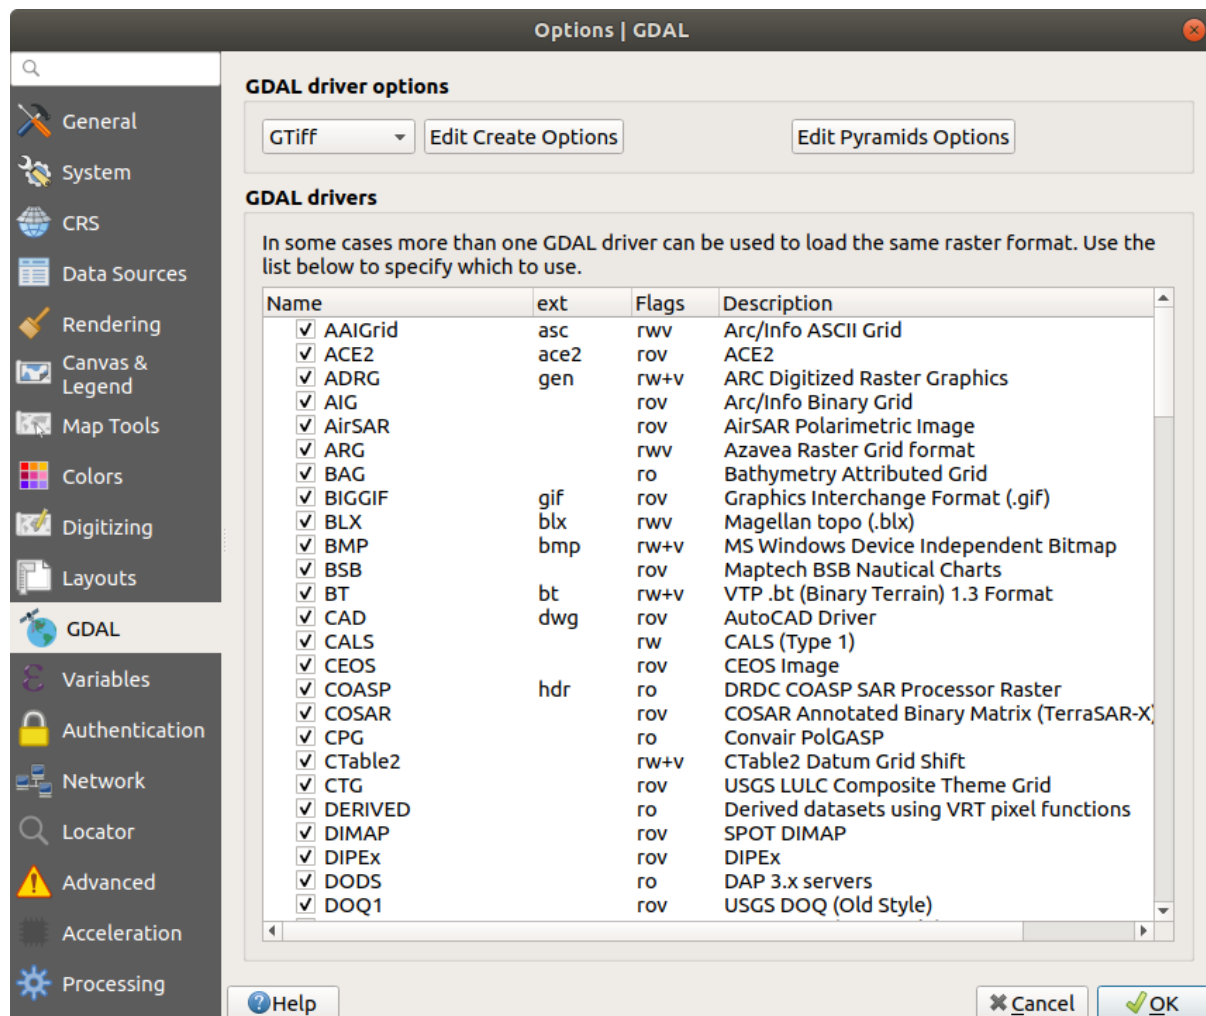 Options | GDAL
General
System
CRS
Data Sources
Rendering
Canvas &
Legend
Map Tools
Colors
Digitizing
Layouts
GDAL
Variables
Authentication
Network
Locator
Advanced
Acceleration
Processing
GDAL driver options
GTiff Edit Create Options Edit Pyramids Options
GDAL drivers
In some cases more than one GDAL driver can be used to load the same raster format. Use the
list below to specify which to use.
Name ext Flags Description
AAIGrid asc rwv Arc/Info ASCII Grid
ACE2 ace2 rov ACE2
ADRG gen rw+v ARC Digitized Raster Graphics
AIG rov Arc/Info Binary Grid
AirSAR rov AirSAR Polarimetric Image
ARG rwv Azavea Raster Grid format
BAG ro Bathymetry Attributed Grid
BIGGIF gif rov Graphics Interchange Format (.gif)
BLX blx rwv Magellan topo (.blx)
BMP bmp rw+v MS Windows Device Independent Bitmap
BSB rov Maptech BSB Nautical Charts
BT bt rw+v VTP .bt (Binary Terrain) 1.3 Format
CAD dwg rov AutoCAD Driver
CALS rw CALS (Type 1)
CEOS rov CEOS Image
COASP hdr ro DRDC COASP SAR Processor Raster
COSAR rov COSAR Annotated Binary Matrix (TerraSAR-X)
CPG ro Convair PolGASP
CTable2 rw+v CTable2 Datum Grid Shift
CTG rov USGS LULC Composite Theme Grid
DERIVED ro Derived datasets using VRT pixel functions
DIMAP rov SPOT DIMAP
DIPEx rov DIPEx
DODS ro DAP 3.x servers
DOQ1 rov USGS DOQ (Old Style)
Help Cancel OK